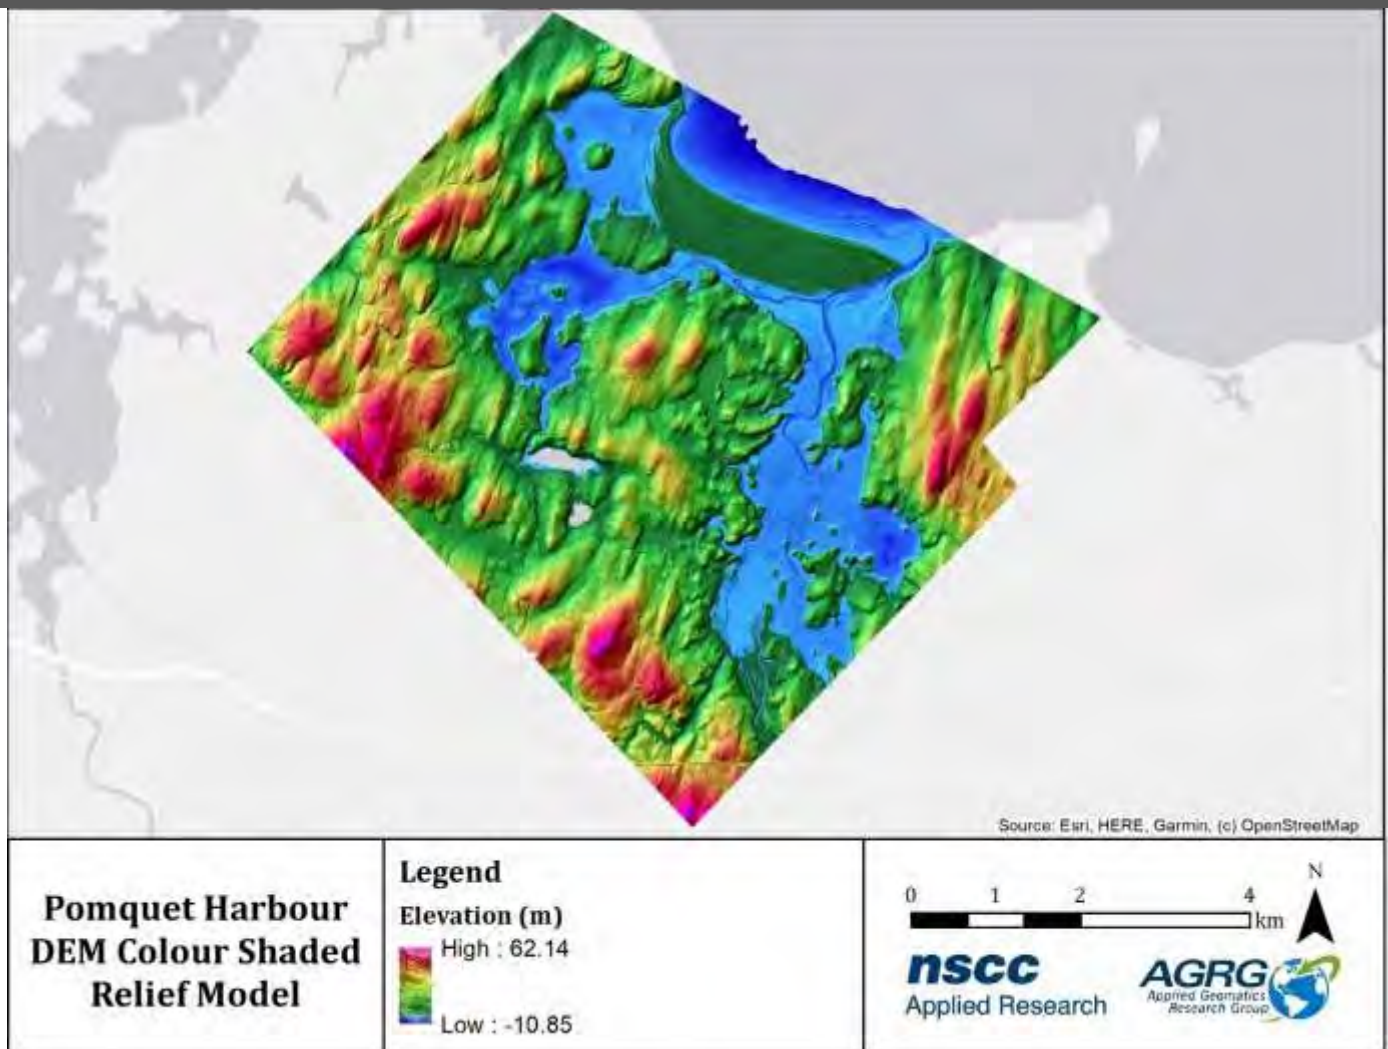 Source: Esri, HERE, Garmin, (c) OpenStreetMap
Pomquet Harbour
DEM Colour Shaded
Relief Model
Legend
Elevation (m)
High : 62.14
Low : -10.85
0 1 2 4
km
N
nscc
Applied Research
AGRG
Applied Geomatics
Research Group